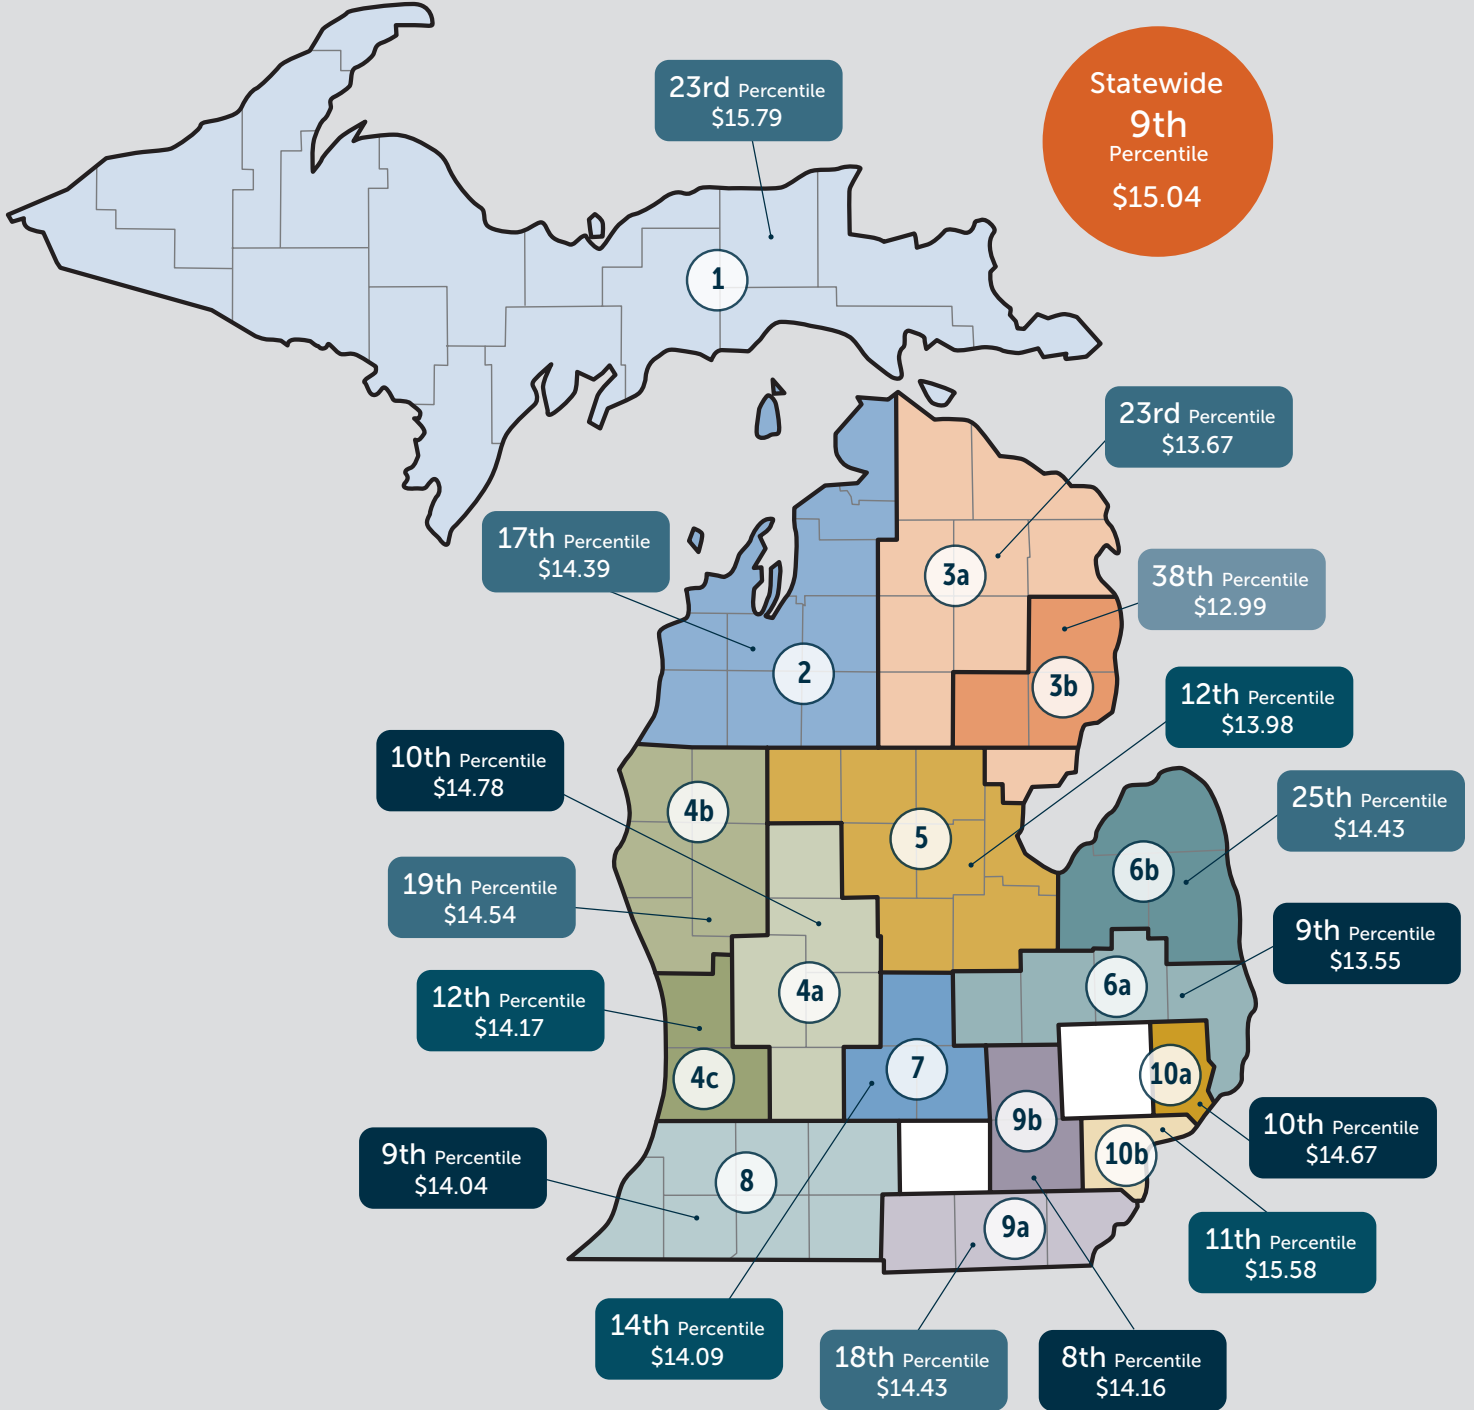 Statewide
9th
Percentile
$15.04
23rd Percentile
$15.79
1
23rd Percentile
$13.67
17th Percentile
$14.39
3a
38th Percentile
$12.99
2
3b
12th Percentile
$13.98
10th Percentile
$14.78
4b
5
25th Percentile
$14.43
6b
19th Percentile
$14.54
9th Percentile
$13.55
4a
6a
12th Percentile
$14.17
4c
7
10a
9b
10th Percentile
$14.67
10b
9th Percentile
$14.04
8
9a
11th Percentile
$15.58
14th Percentile
$14.09
18th Percentile
$14.43
8th Percentile
$14.16